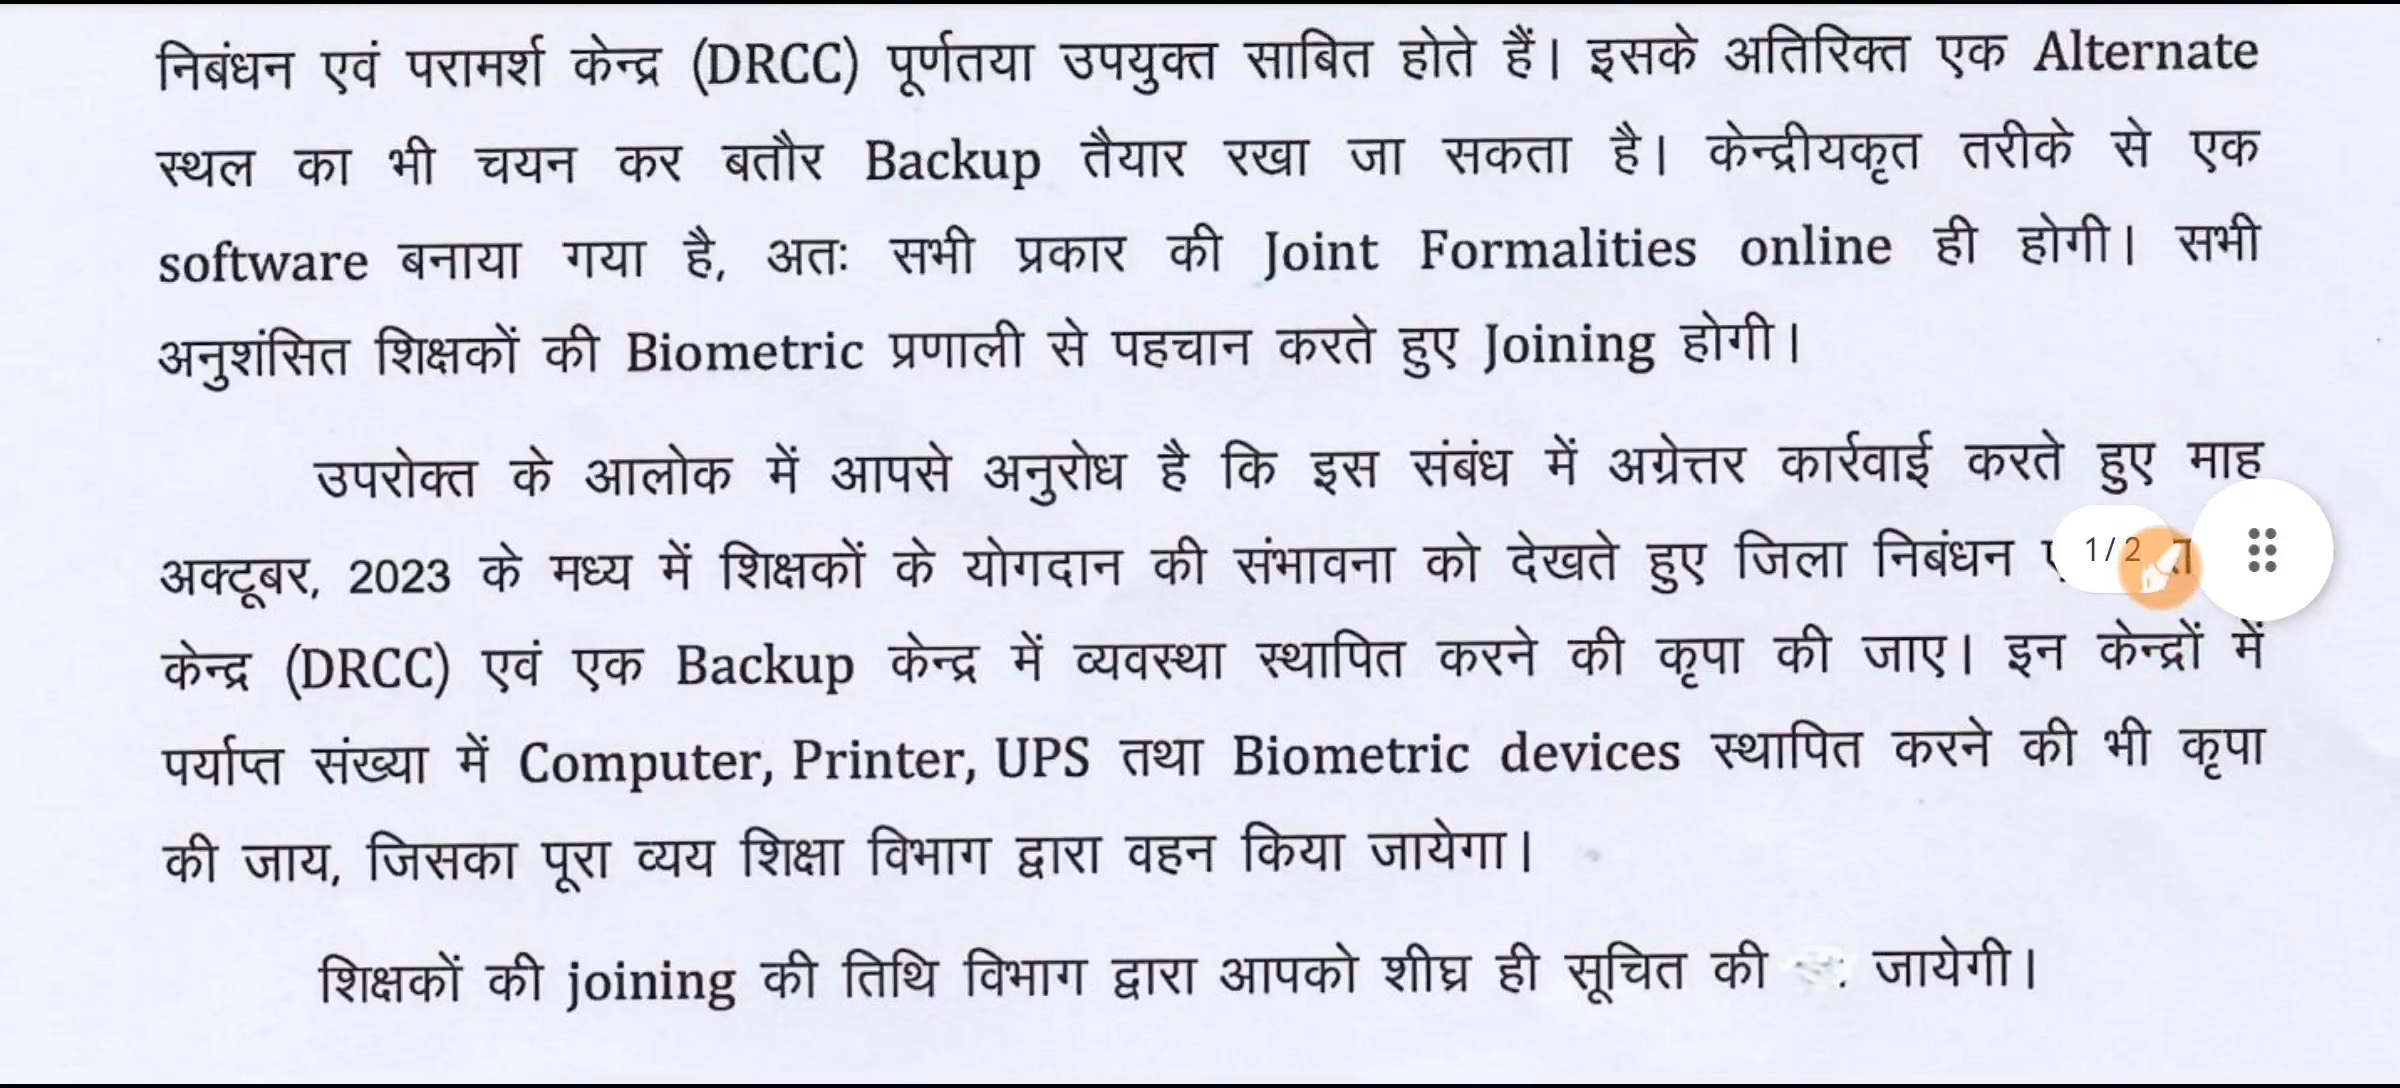 निबंधन एवं परामर्श केन्द्र (DRCC) पूर्णतया उपयुक्त साबित होते हैं। इसके अतिरिक्त एक Alternate
स्थल का भी चयन कर बतौर Backup तैयार रखा जा सकता है। केन्द्रीयकृत तरीके से एक
software बनाया गया है, अतः सभी प्रकार की Joint Formalities online ही होगी। सभी
अनुशंसित शिक्षकों की Biometric प्रणाली से पहचान करते हुए Joining होगी।
उपरोक्त के आलोक में आपसे अनुरोध है कि इस संबंध में अग्रेत्तर कार्रवाई करते हुए माह
अक्टूबर, 2023 के मध्य में शिक्षकों के योगदान की संभावना को देखते हुए जिला निबंधन 1/2
केन्द्र (DRCC) एवं एक Backup केन्द्र में व्यवस्था स्थापित करने की कृपा की जाए। इन केन्द्रों में
पर्याप्त संख्या में Computer, Printer, UPS तथा Biometric devices स्थापित करने की भी कृपा
की जाय, जिसका पूरा व्यय शिक्षा विभाग द्वारा वहन किया जायेगा।
शिक्षकों की joining की तिथि विभाग द्वारा आपको शीघ्र ही सूचित की जायेगी।